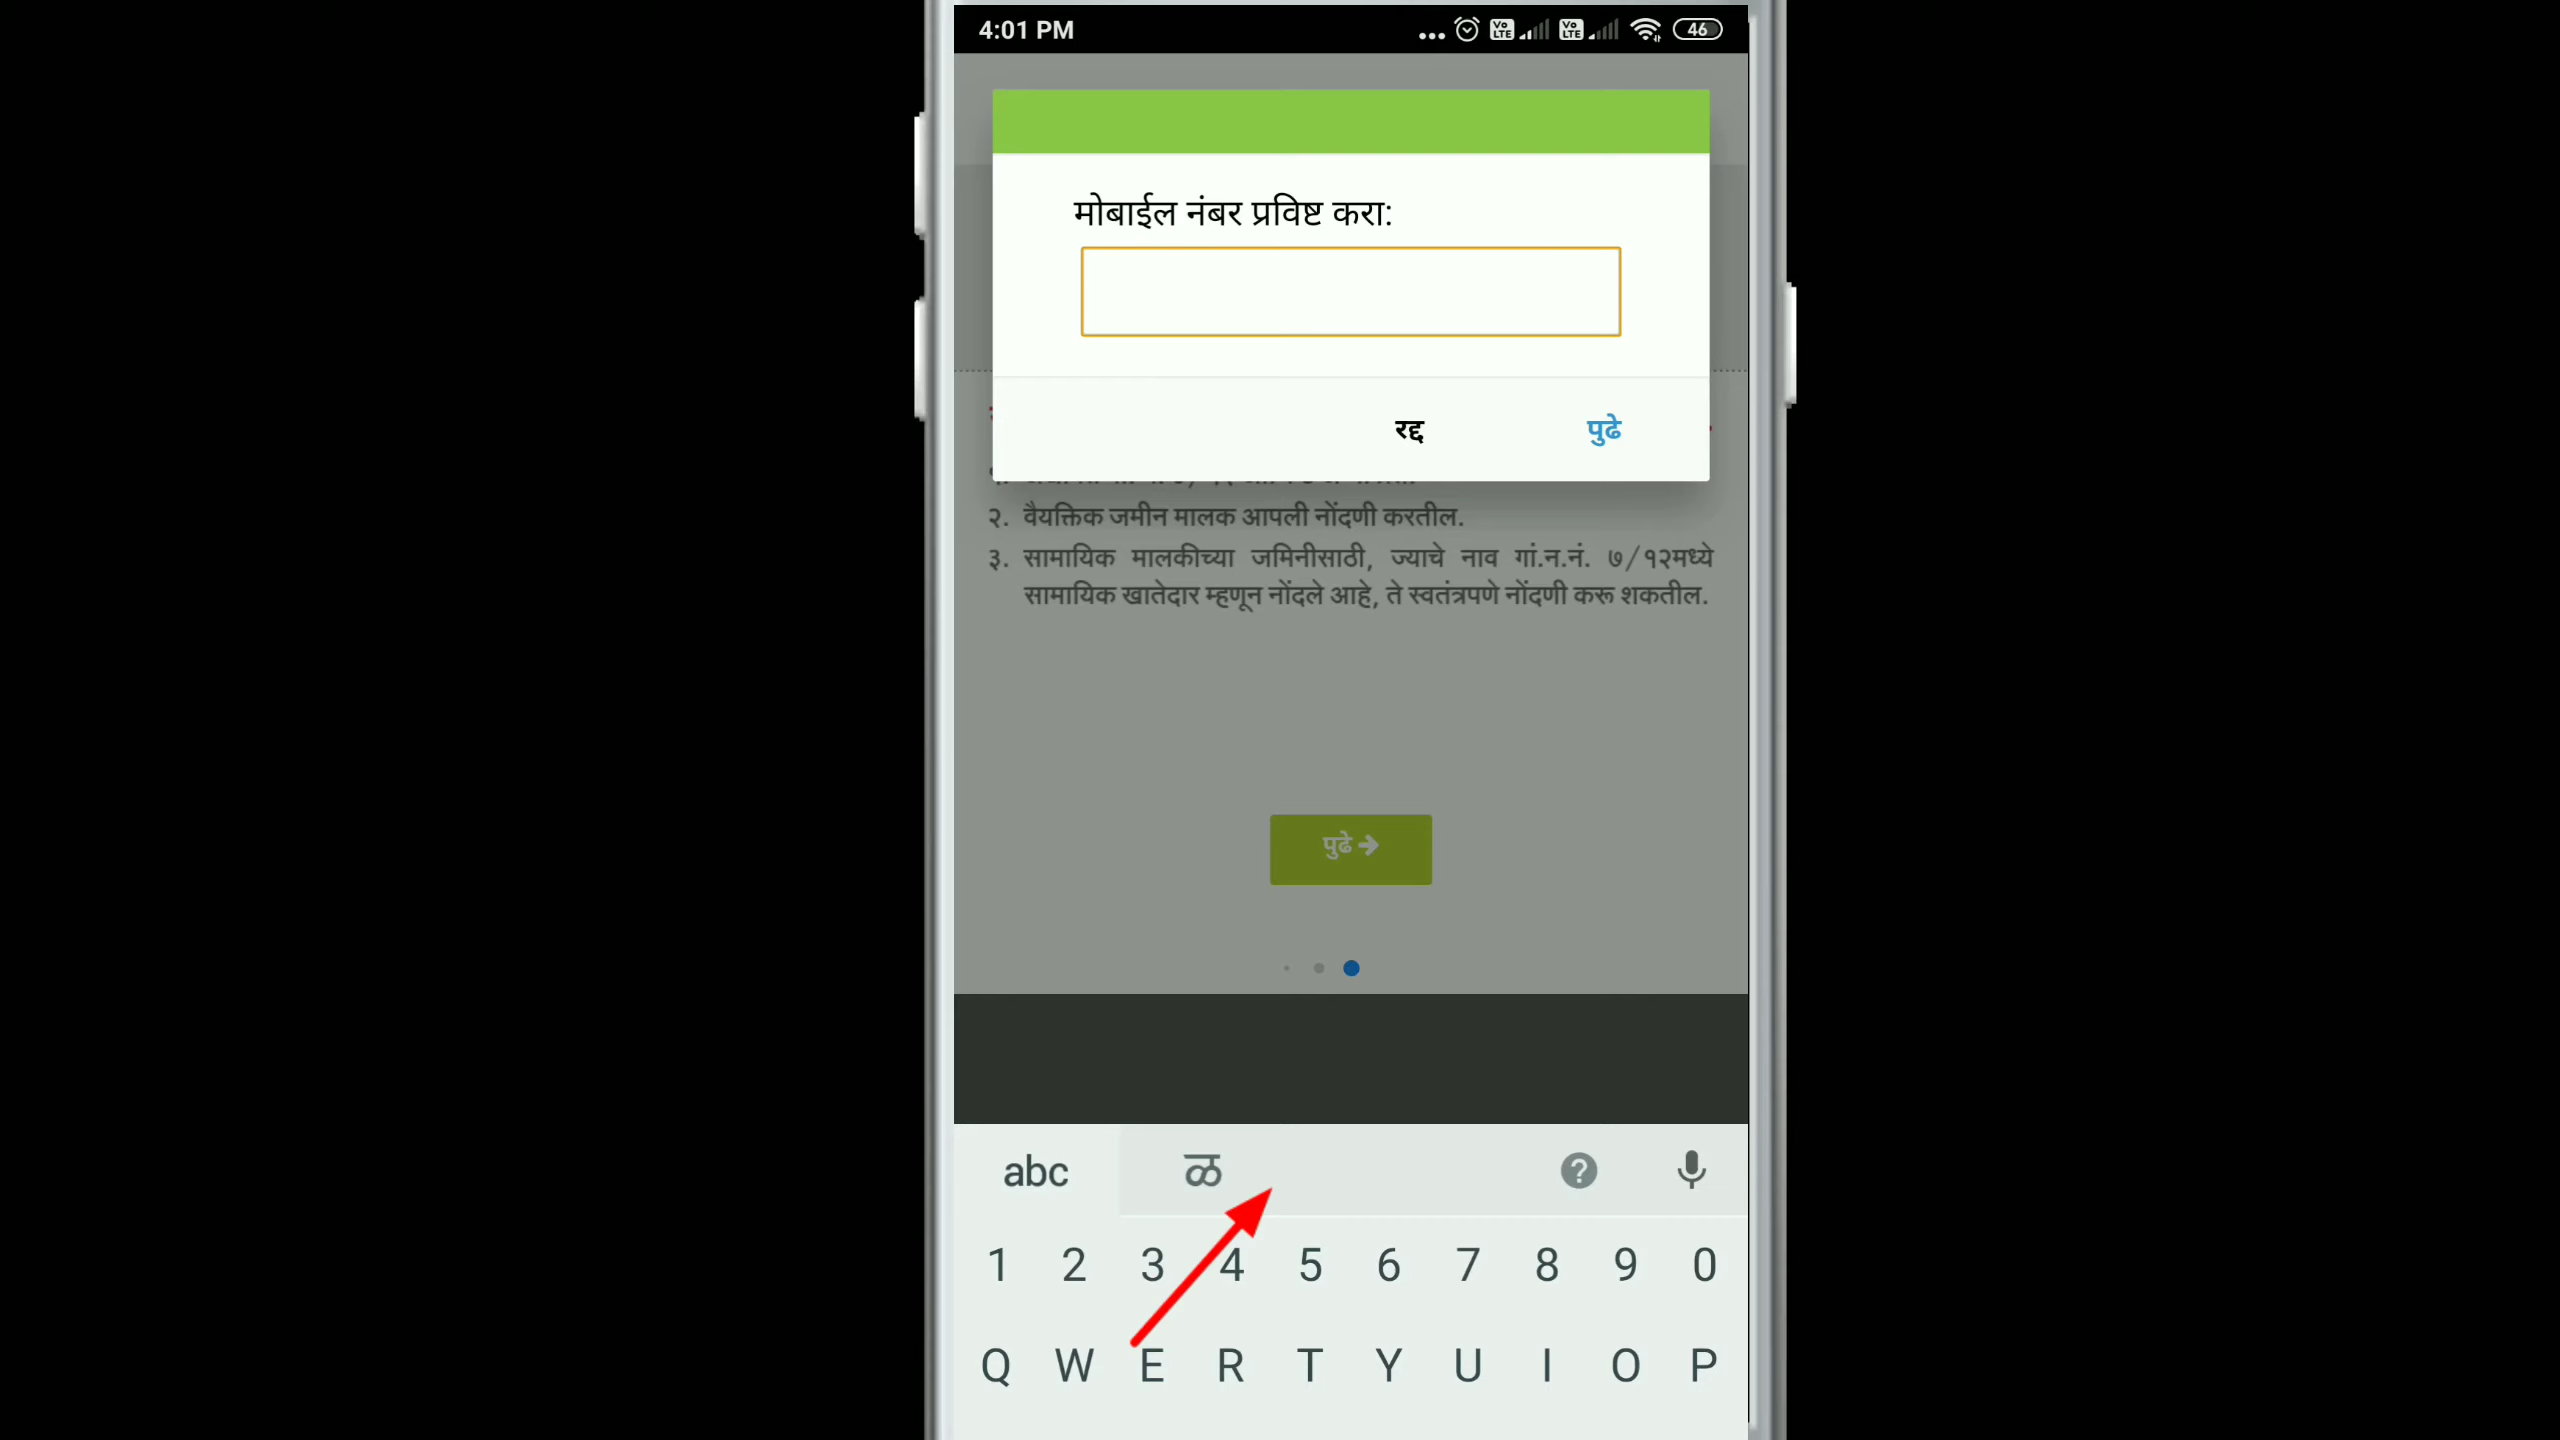 4:01 PM
46
मोबाईल नंबर प्रविष्ट करा:
रद्द पुढे
२. वैयक्तिक जमीन मालक आपली नोंदणी करतील.
३. सामायिक मालकीच्या जमिनीसाठी, ज्याचे नाव गां.न.नं. ७/१२मध्ये
सामायिक खातेदार म्हणून नोंदले आहे, ते स्वतंत्रपणे नोंदणी करू शकतील.
पुढे
abc ळ
1 2 3 4 5 6 7 8 9 0
Q W E R T Y U I O P